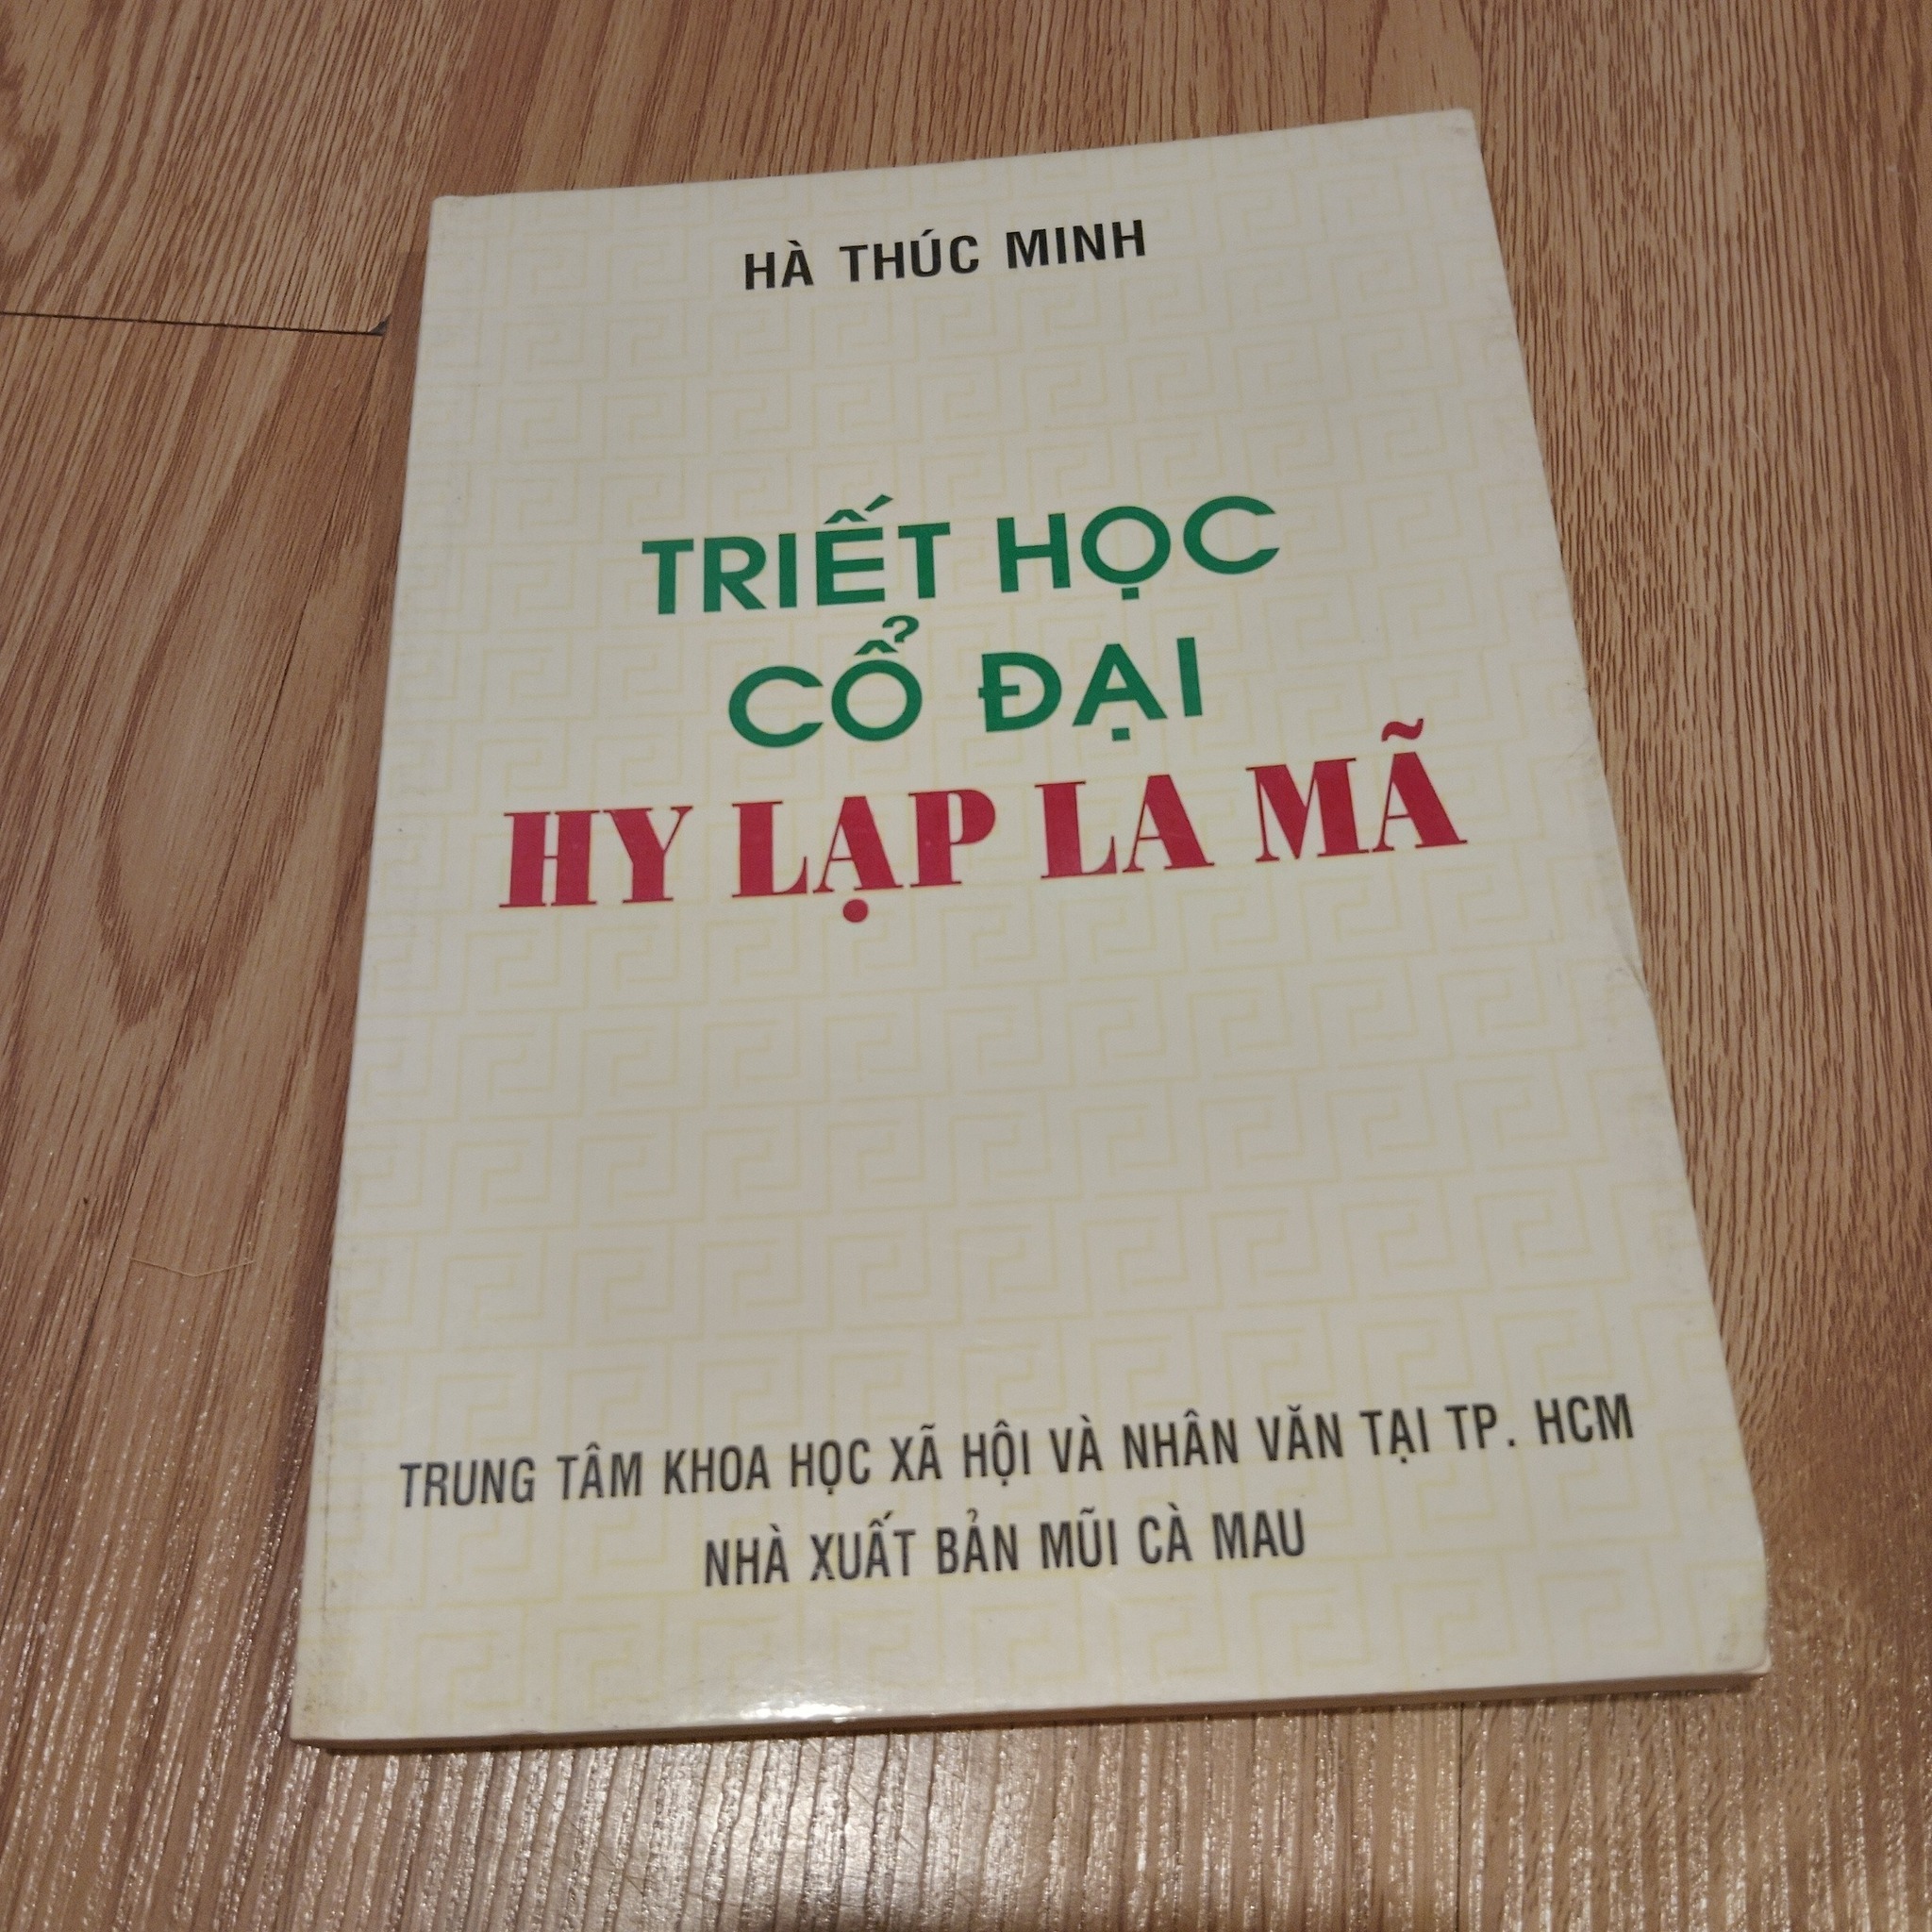 HÀ THÚC MINH
TRIẾT HỌC
CỔ ĐẠI
HY LẠP LA MÃ
TRUNG TÂM KHOA HỌC XÃ HỘI VÀ NHÂN VĂN TẠI TP. HCM
NHÀ XUẤT BẢN MŨI CÀ MAU